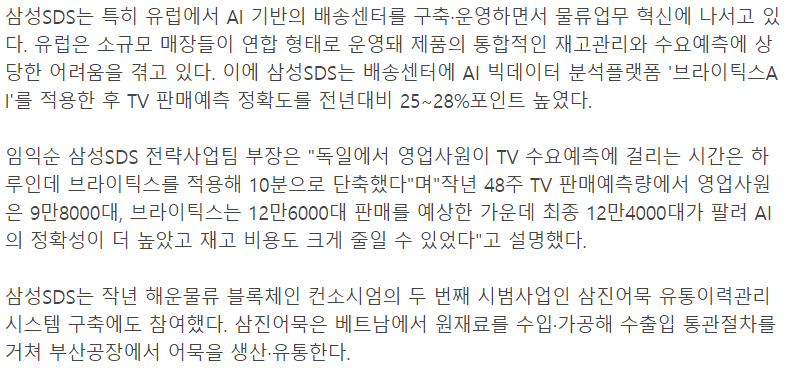 삼성SDS는 특히 유럽에서 AI 기반의 배송센터를 구축·운영하면서 물류업무 혁신에 나서고 있
다. 유럽은 소규모 매장들이 연합 형태로 운영돼 제품의 통합적인 재고관리와 수요예측에 상
당한 어려움을 겪고 있다. 이에 삼성SDS는 배송센터에 AI 빅데이터 분석플랫폼 '브라이틱스A
I'를 적용한 후 TV 판매예측 정확도를 전년대비 25~28%포인트 높였다.
임익순 삼성SDS 전략사업팀 부장은 "독일에서 영업사원이 TV 수요예측에 걸리는 시간은 하
루인데 브라이틱스를 적용해 10분으로 단축했다"며"작년 48주 TV 판매예측량에서 영업사원
은 9만8000대, 브라이틱스는 12만6000대 판매를 예상한 가운데 최종 12만4000대가 팔려 AI
의 정확성이 더 높았고 재고 비용도 크게 줄일 수 있었다"고 설명했다.
삼성SDS는 작년 해운물류 블록체인 컨소시엄의 두 번째 시범사업인 삼진어묵 유통이력관리
시스템 구축에도 참여했다. 삼진어묵은 베트남에서 원재료를 수입·가공해 수출입 통관절차를
거쳐 부산공장에서 어묵을 생산·유통한다.